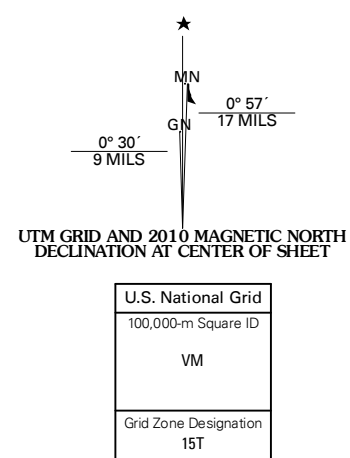 ★
MN
0° 57´
17 MILS
GN
0° 30´
9 MILS
UTM GRID AND 2010 MAGNETIC NORTH
DECLINATION AT CENTER OF SHEET
U.S. National Grid
100,000-m Square ID
VM
Grid Zone Designation
15T